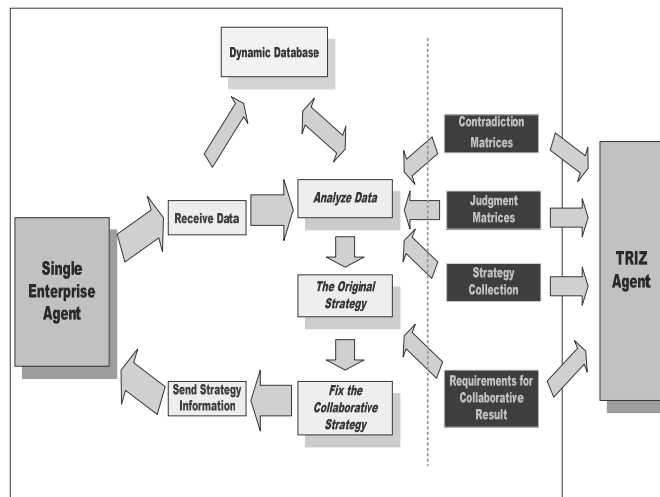 Dynamic Database
Contradiction
Matrices
Receive Data
Analyze Data
Judgment
Matrices
Single
Enterprise
Agent
TRIZ
Agent
The Original
Strategy
Strategy
Collection
Send Strategy
Information
Fix the
Collaborative
Strategy
Requirements for
Collaborative
Result